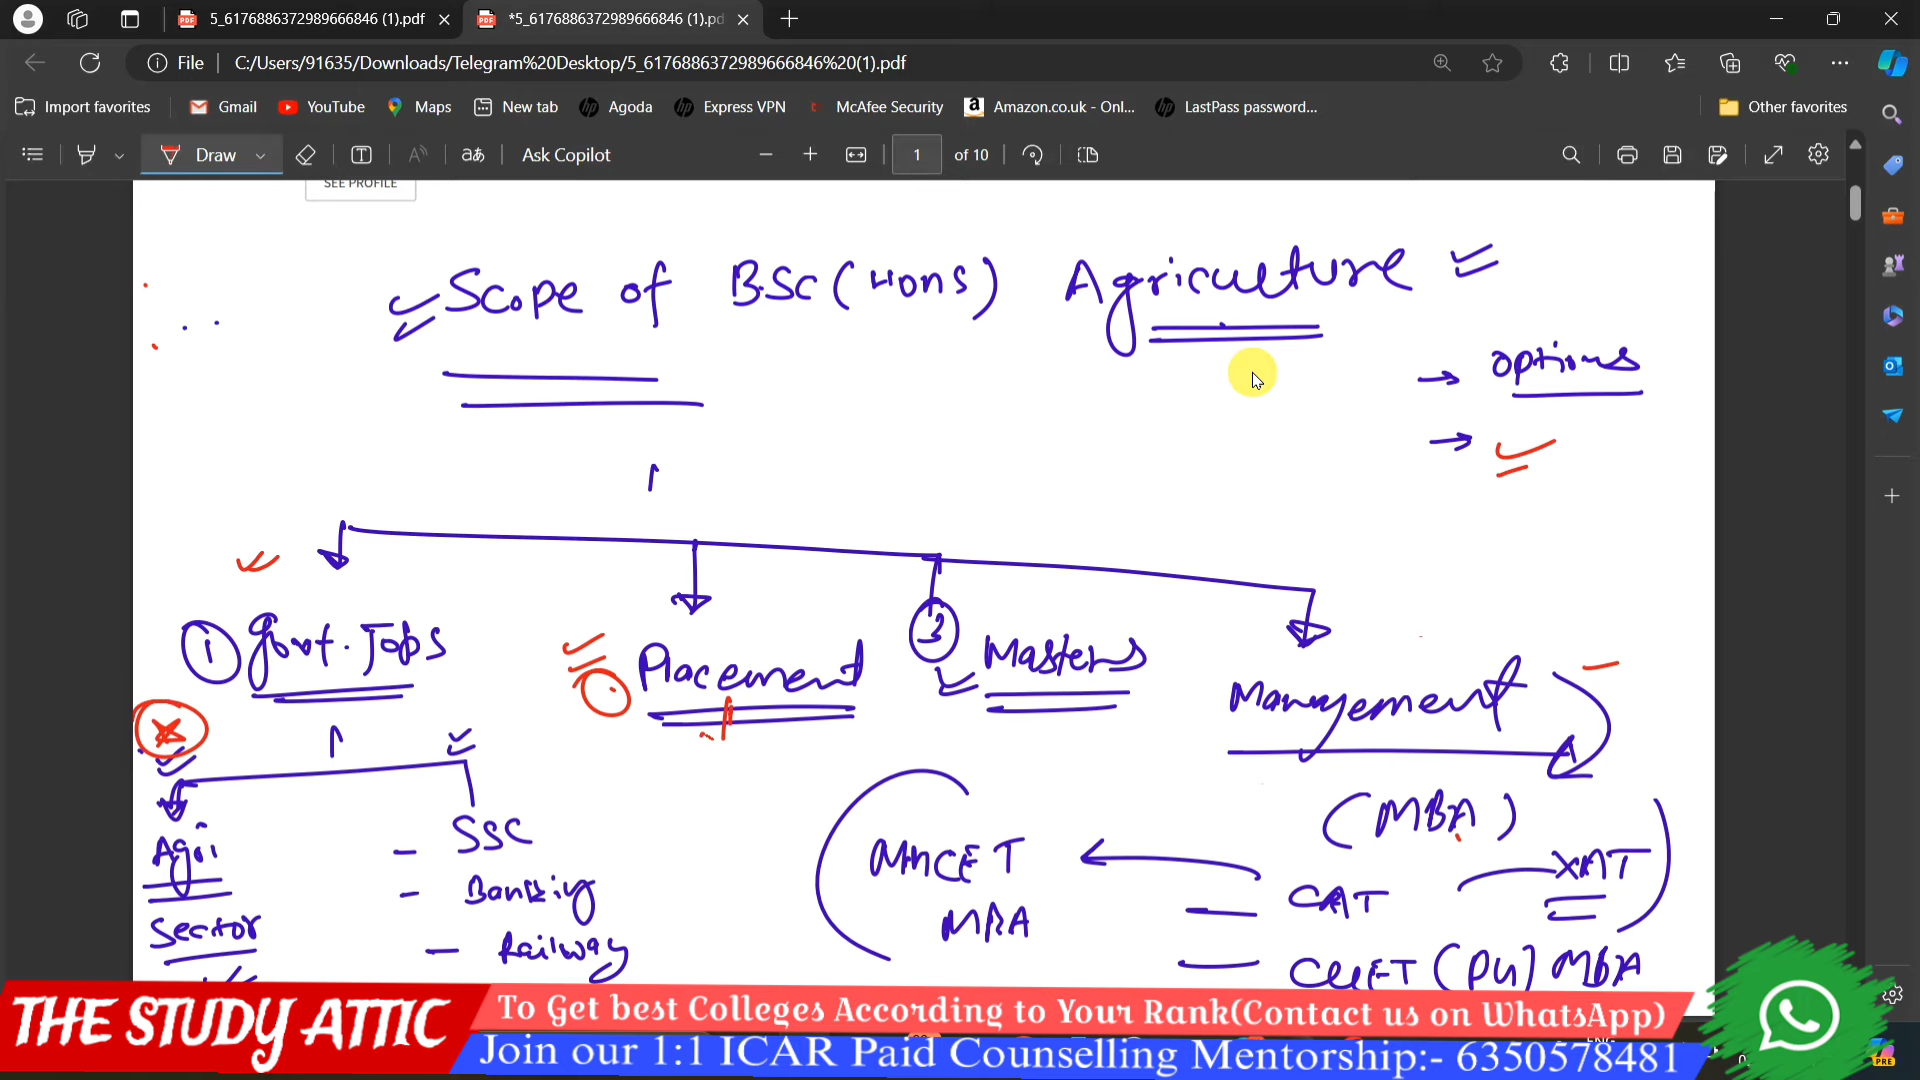 5_6176886372989666846 (1).pdf
*5_6176886372989666846 (1).pd
File
C:/Users/91635/Downloads/Telegram%20Desktop/5_6176886372989666846%20(1).pdf
Import favorites
Gmail
YouTube
Maps
New tab
Agoda
Express VPN
McAfee Security
Amazon.co.uk - Onl...
LastPass password...
Other favorites
Draw
Ask Copilot
1 of 10
SEE PROFILE
Scope of BSc (Hons) Agriculture
→ options
→
① Govt. Jobs
Placement
③ Masters
Management
(MBA)
Agri
Sector
- SSC
- Banking
- Railway
MHCET
MBA
- CAT
XAT
- CUET (PG) MBA
THE STUDY ATTIC
To Get best Colleges According to Your Rank(Contact us on WhatsApp)
Join our 1:1 ICAR Paid Counselling Mentorship:- 6350578481
PRE